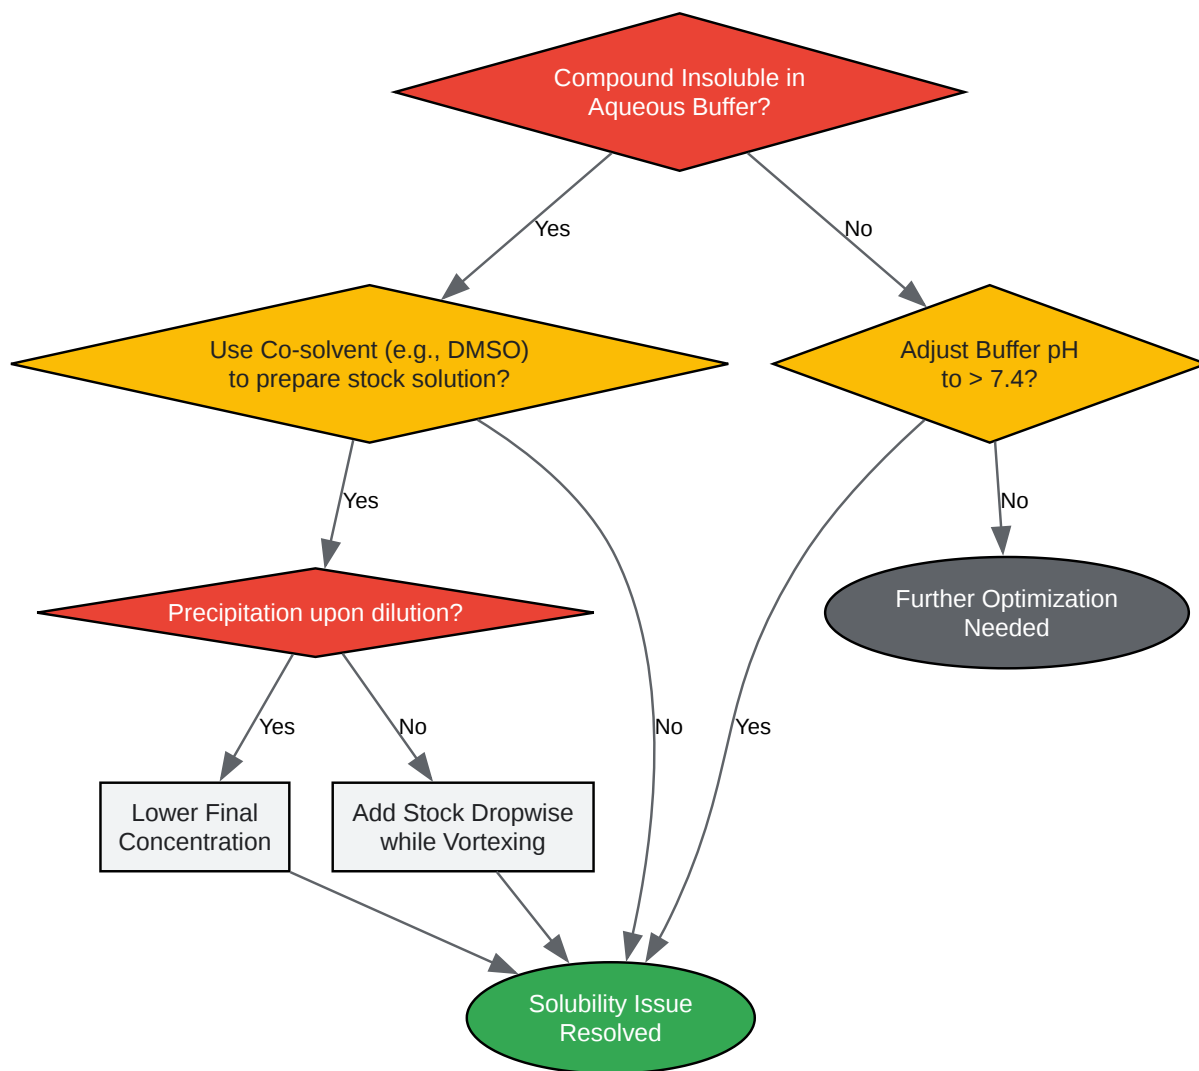 Compound Insoluble in
Aqueous Buffer?
Yes
No
Use Co-solvent (e.g., DMSO)
to prepare stock solution?
Adjust Buffer pH
to > 7.4?
Yes
No
Precipitation upon dilution?
Further Optimization
Needed
Yes
No
No
Yes
Lower Final
Concentration
Add Stock Dropwise
while Vortexing
Solubility Issue
Resolved